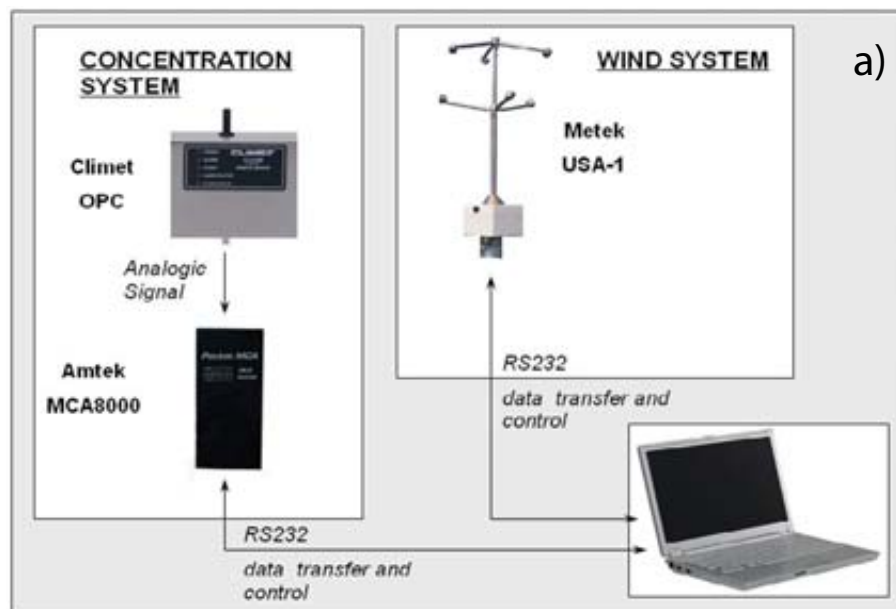 a)
CONCENTRATION
SYSTEM
Climet
OPC
Analogic
Signal
Amtek
MCA8000
Pocket MCA
WIND SYSTEM
Metek
USA-1
RS232
data transfer and
control
RS232
data transfer and
control